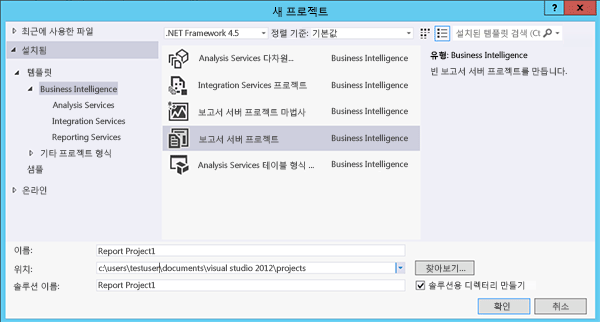 새 프로젝트
최근에 사용한 파일
.NET Framework 4.5
정렬 기준: 기본값
설치된 템플릿 검색 (Ct
설치됨
템플릿
Business Intelligence
Analysis Services
Integration Services
Reporting Services
기타 프로젝트 형식
샘플
온라인
Analysis Services 다차원... Business Intelligence
Integration Services 프로젝트 Business Intelligence
보고서 서버 프로젝트 마법사 Business Intelligence
보고서 서버 프로젝트 Business Intelligence
Analysis Services 테이블 형식 ... Business Intelligence
유형: Business Intelligence
빈 보고서 서버 프로젝트를 만듭니다.
이름: Report Project1
위치: c:\users\testuser\documents\visual studio 2012\projects 찾아보기...
솔루션 이름: Report Project1 솔루션용 디렉터리 만들기
확인 취소